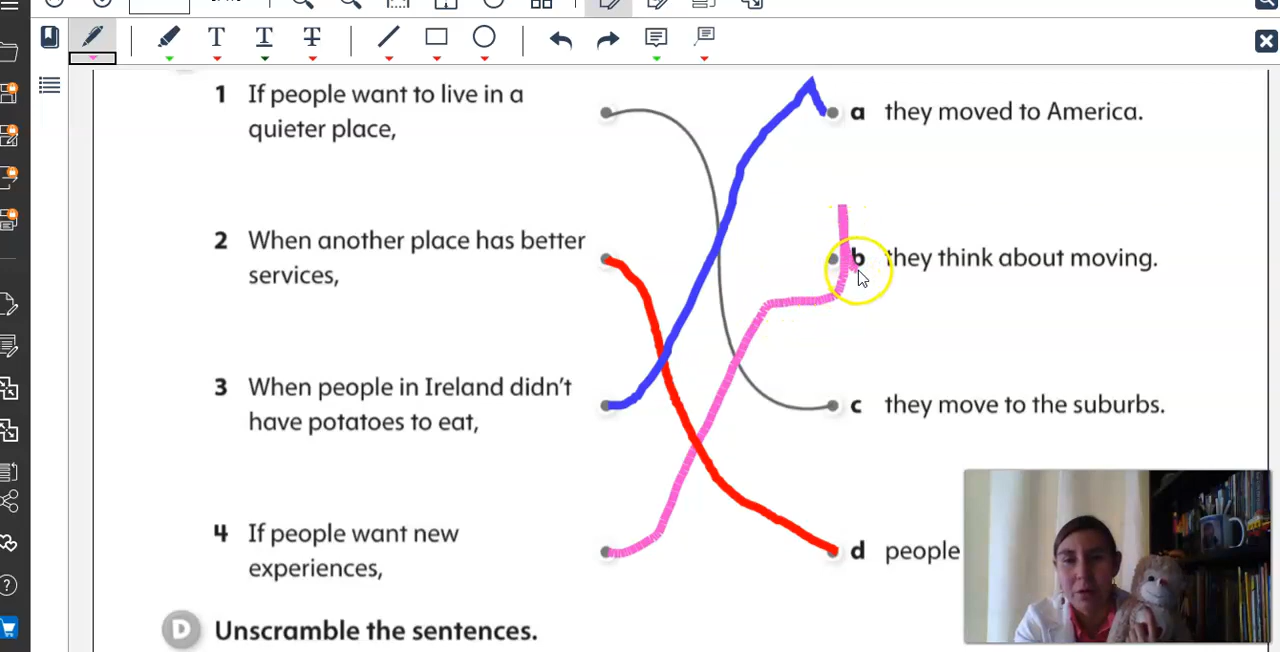 1 If people want to live in a
quieter place,
2 When another place has better
services,
3 When people in Ireland didn't
have potatoes to eat,
4 If people want new
experiences,
a they moved to America.
b they think about moving.
c they move to the suburbs.
d people
D Unscramble the sentences.